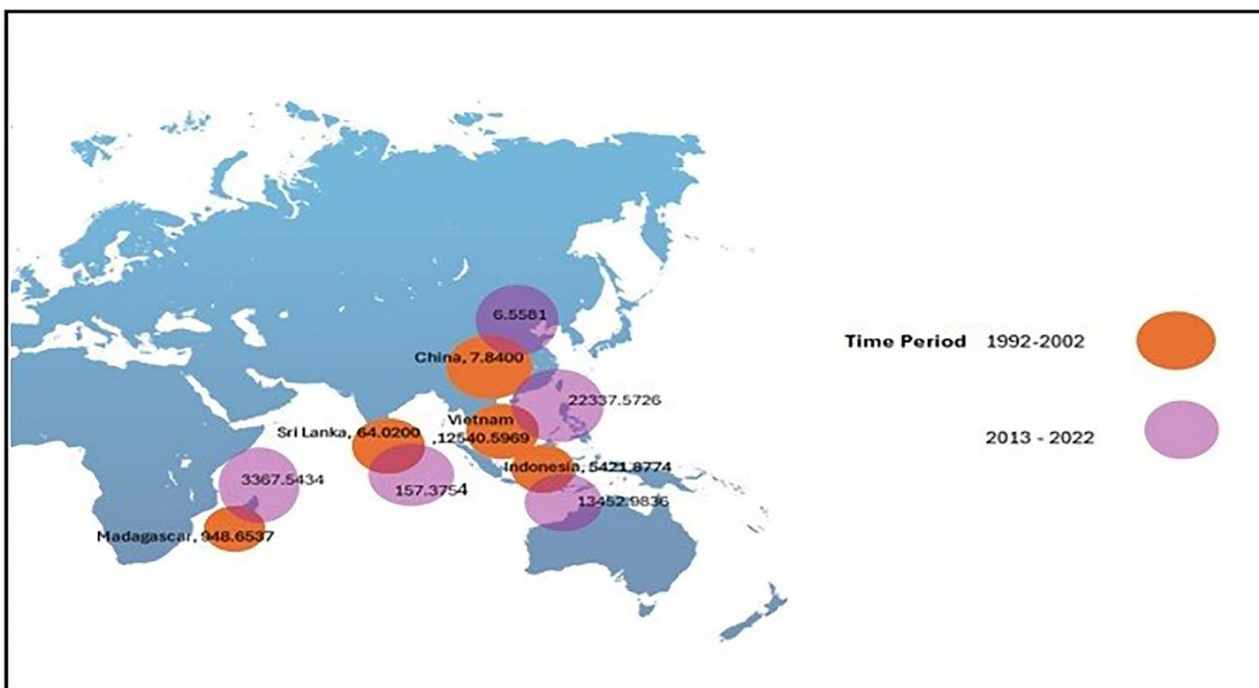 6.5581
Time Period 1992-2002
China, 7.8400
22337.5726
Vietnam
Sri Lanka, 64.0200 ,12540.5969
2013 - 2022
Indonesia, 5421.8774
3367.5434
157.3754
13452.9836
Madagascar, 948.6537